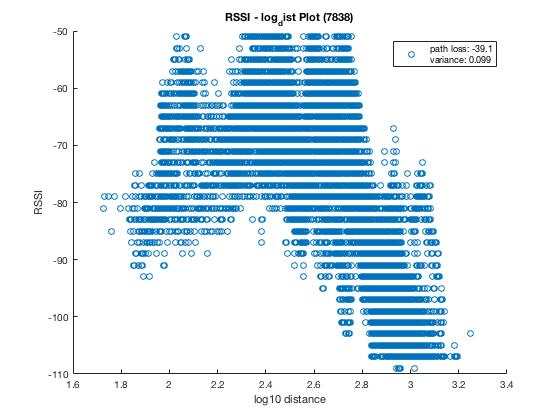 RSSI - log_dist Plot (7838)
path loss: -39.1
variance: 0.099
-50
-60
-70
-80
-90
-100
-110
RSSI
1.6 1.8 2 2.2 2.4 2.6 2.8 3 3.2 3.4
log10 distance